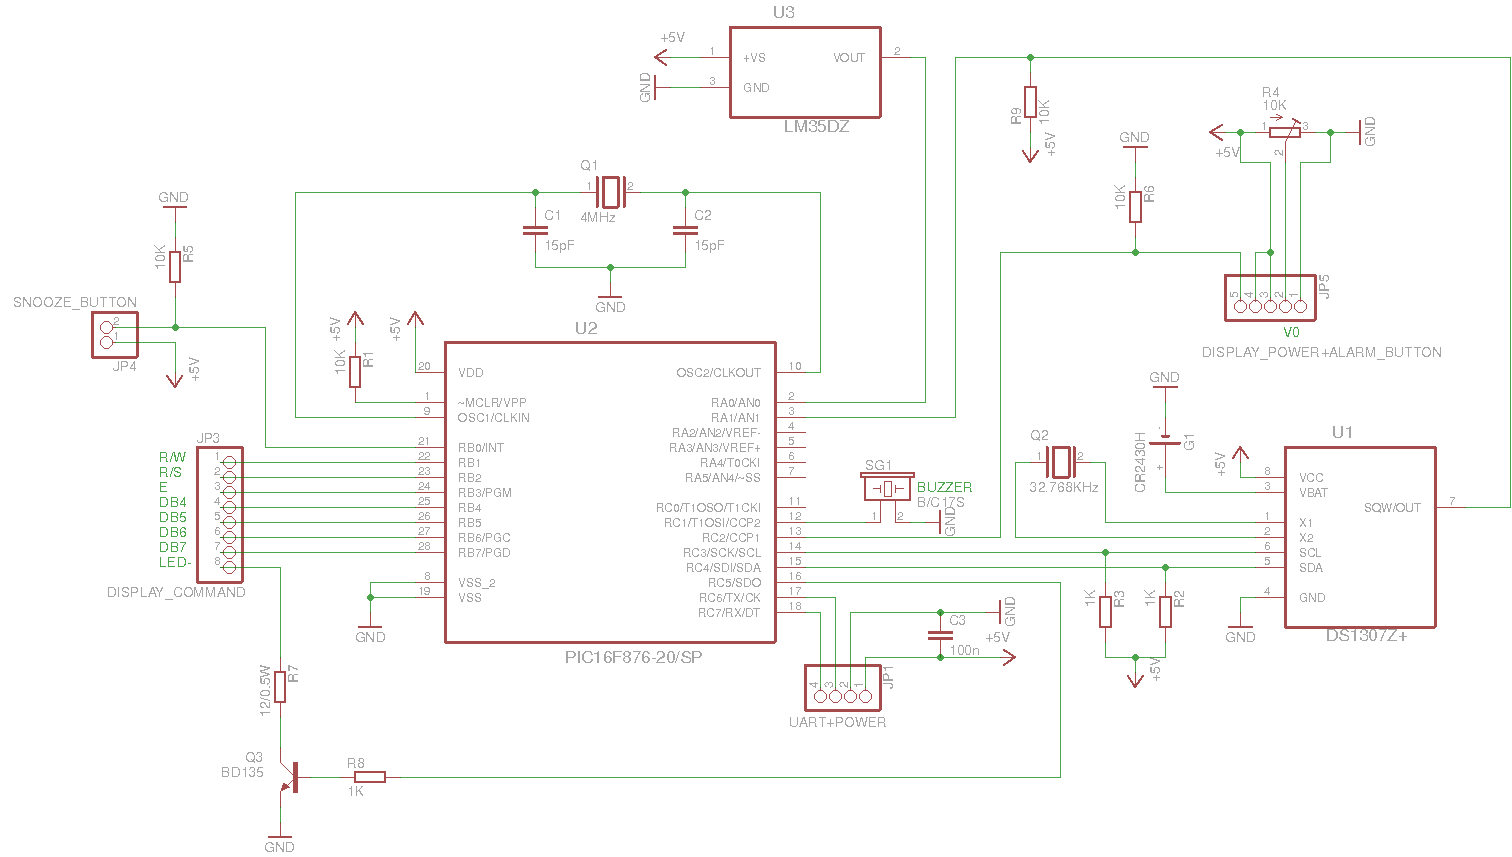 U3
+5V
1
+VS
VOUT
2
GND
3
GND
LM35DZ
R9
10K
+5V
R4
10K
1
3
2
+5V
GND
GND
10K
R6
Q1
1
2
4MHz
C1
15pF
C2
15pF
GND
GND
10K
R5
SNOOZE_BUTTON
2
1
JP4
+5V
+5V
10K
R1
+5V
U2
20
VDD
OSC2/CLKOUT
10
1
~MCLR/VPP
RA0/AN0
2
9
OSC1/CLKIN
RA1/AN1
3
RA2/AN2/VREF-
4
21
RB0/INT
RA3/AN3/VREF+
5
22
RB1
RA4/T0CKI
6
23
RB2
RA5/AN4/~SS
7
24
RB3/PGM
25
RB4
RC0/T1OSO/T1CKI
11
26
RB5
RC1/T1OSI/CCP2
12
27
RB6/PGC
RC2/CCP1
13
28
RB7/PGD
RC3/SCK/SCL
14
RC4/SDI/SDA
15
8
VSS_2
RC5/SDO
16
19
VSS
RC6/TX/CK
17
RC7/RX/DT
18
PIC16F876-20/SP
GND
JP3
R/W
1
R/S
2
E
3
DB4
4
DB5
5
DB6
6
DB7
7
LED-
8
DISPLAY_COMMAND
5
4
3
2
1
JP5
V0
DISPLAY_POWER+ALARM_BUTTON
SG1
BUZZER
B/C17S
1
2
GND
Q2
1
2
32.768KHz
GND
CR2430H
-
+
G1
+5V
U1
8
VCC
3
VBAT
SQW/OUT
7
1
X1
2
X2
6
SCL
5
SDA
4
GND
DS1307Z+
GND
1K
R3
1K
R2
+5V
C3
100n
GND
+5V
4
3
2
1
JP1
UART+POWER
12/0.5W
R7
Q3
BD135
R8
1K
GND